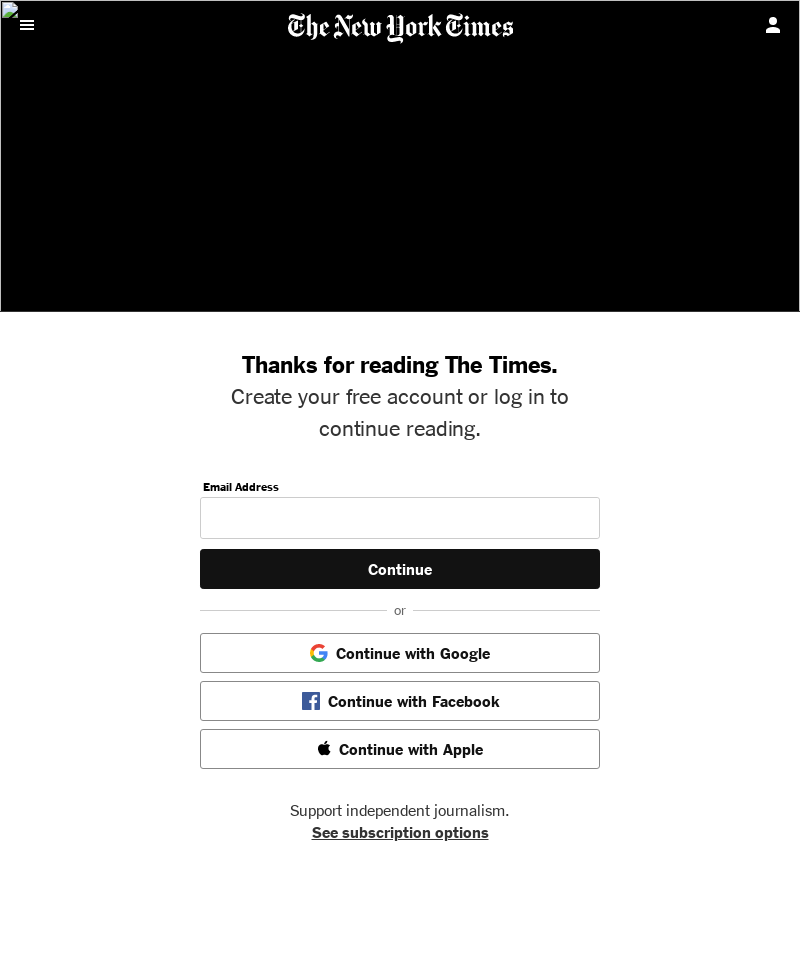 The New York Times
Thanks for reading The Times.
Create your free account or log in to
continue reading.
Email Address
Continue
or
Continue with Google
Continue with Facebook
Continue with Apple
Support independent journalism.
See subscription options